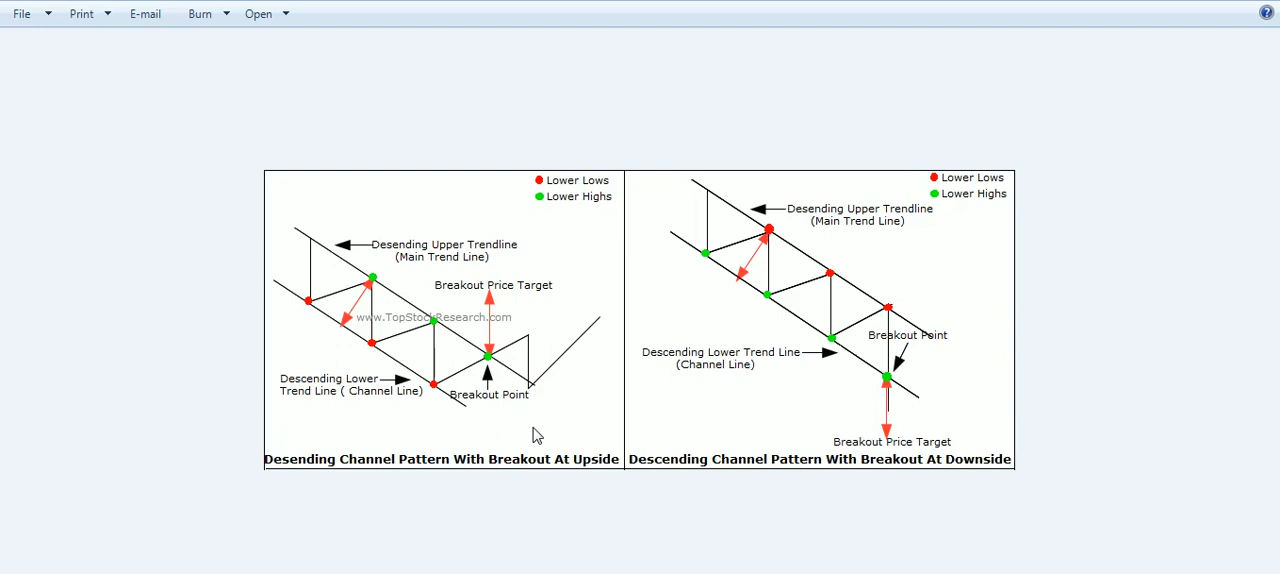 File Print E-mail Burn Open
Lower Lows
Lower Highs
Desending Upper Trendline
(Main Trend Line)
Breakout Price Target
www.TopStockResearch.com
Descending Lower
Trend Line ( Channel Line)
Breakout Point
Desending Channel Pattern With Breakout At Upside
Lower Lows
Lower Highs
Desending Upper Trendline
(Main Trend Line)
Breakout Point
Descending Lower Trend Line
(Channel Line)
Breakout Price Target
Descending Channel Pattern With Breakout At Downside